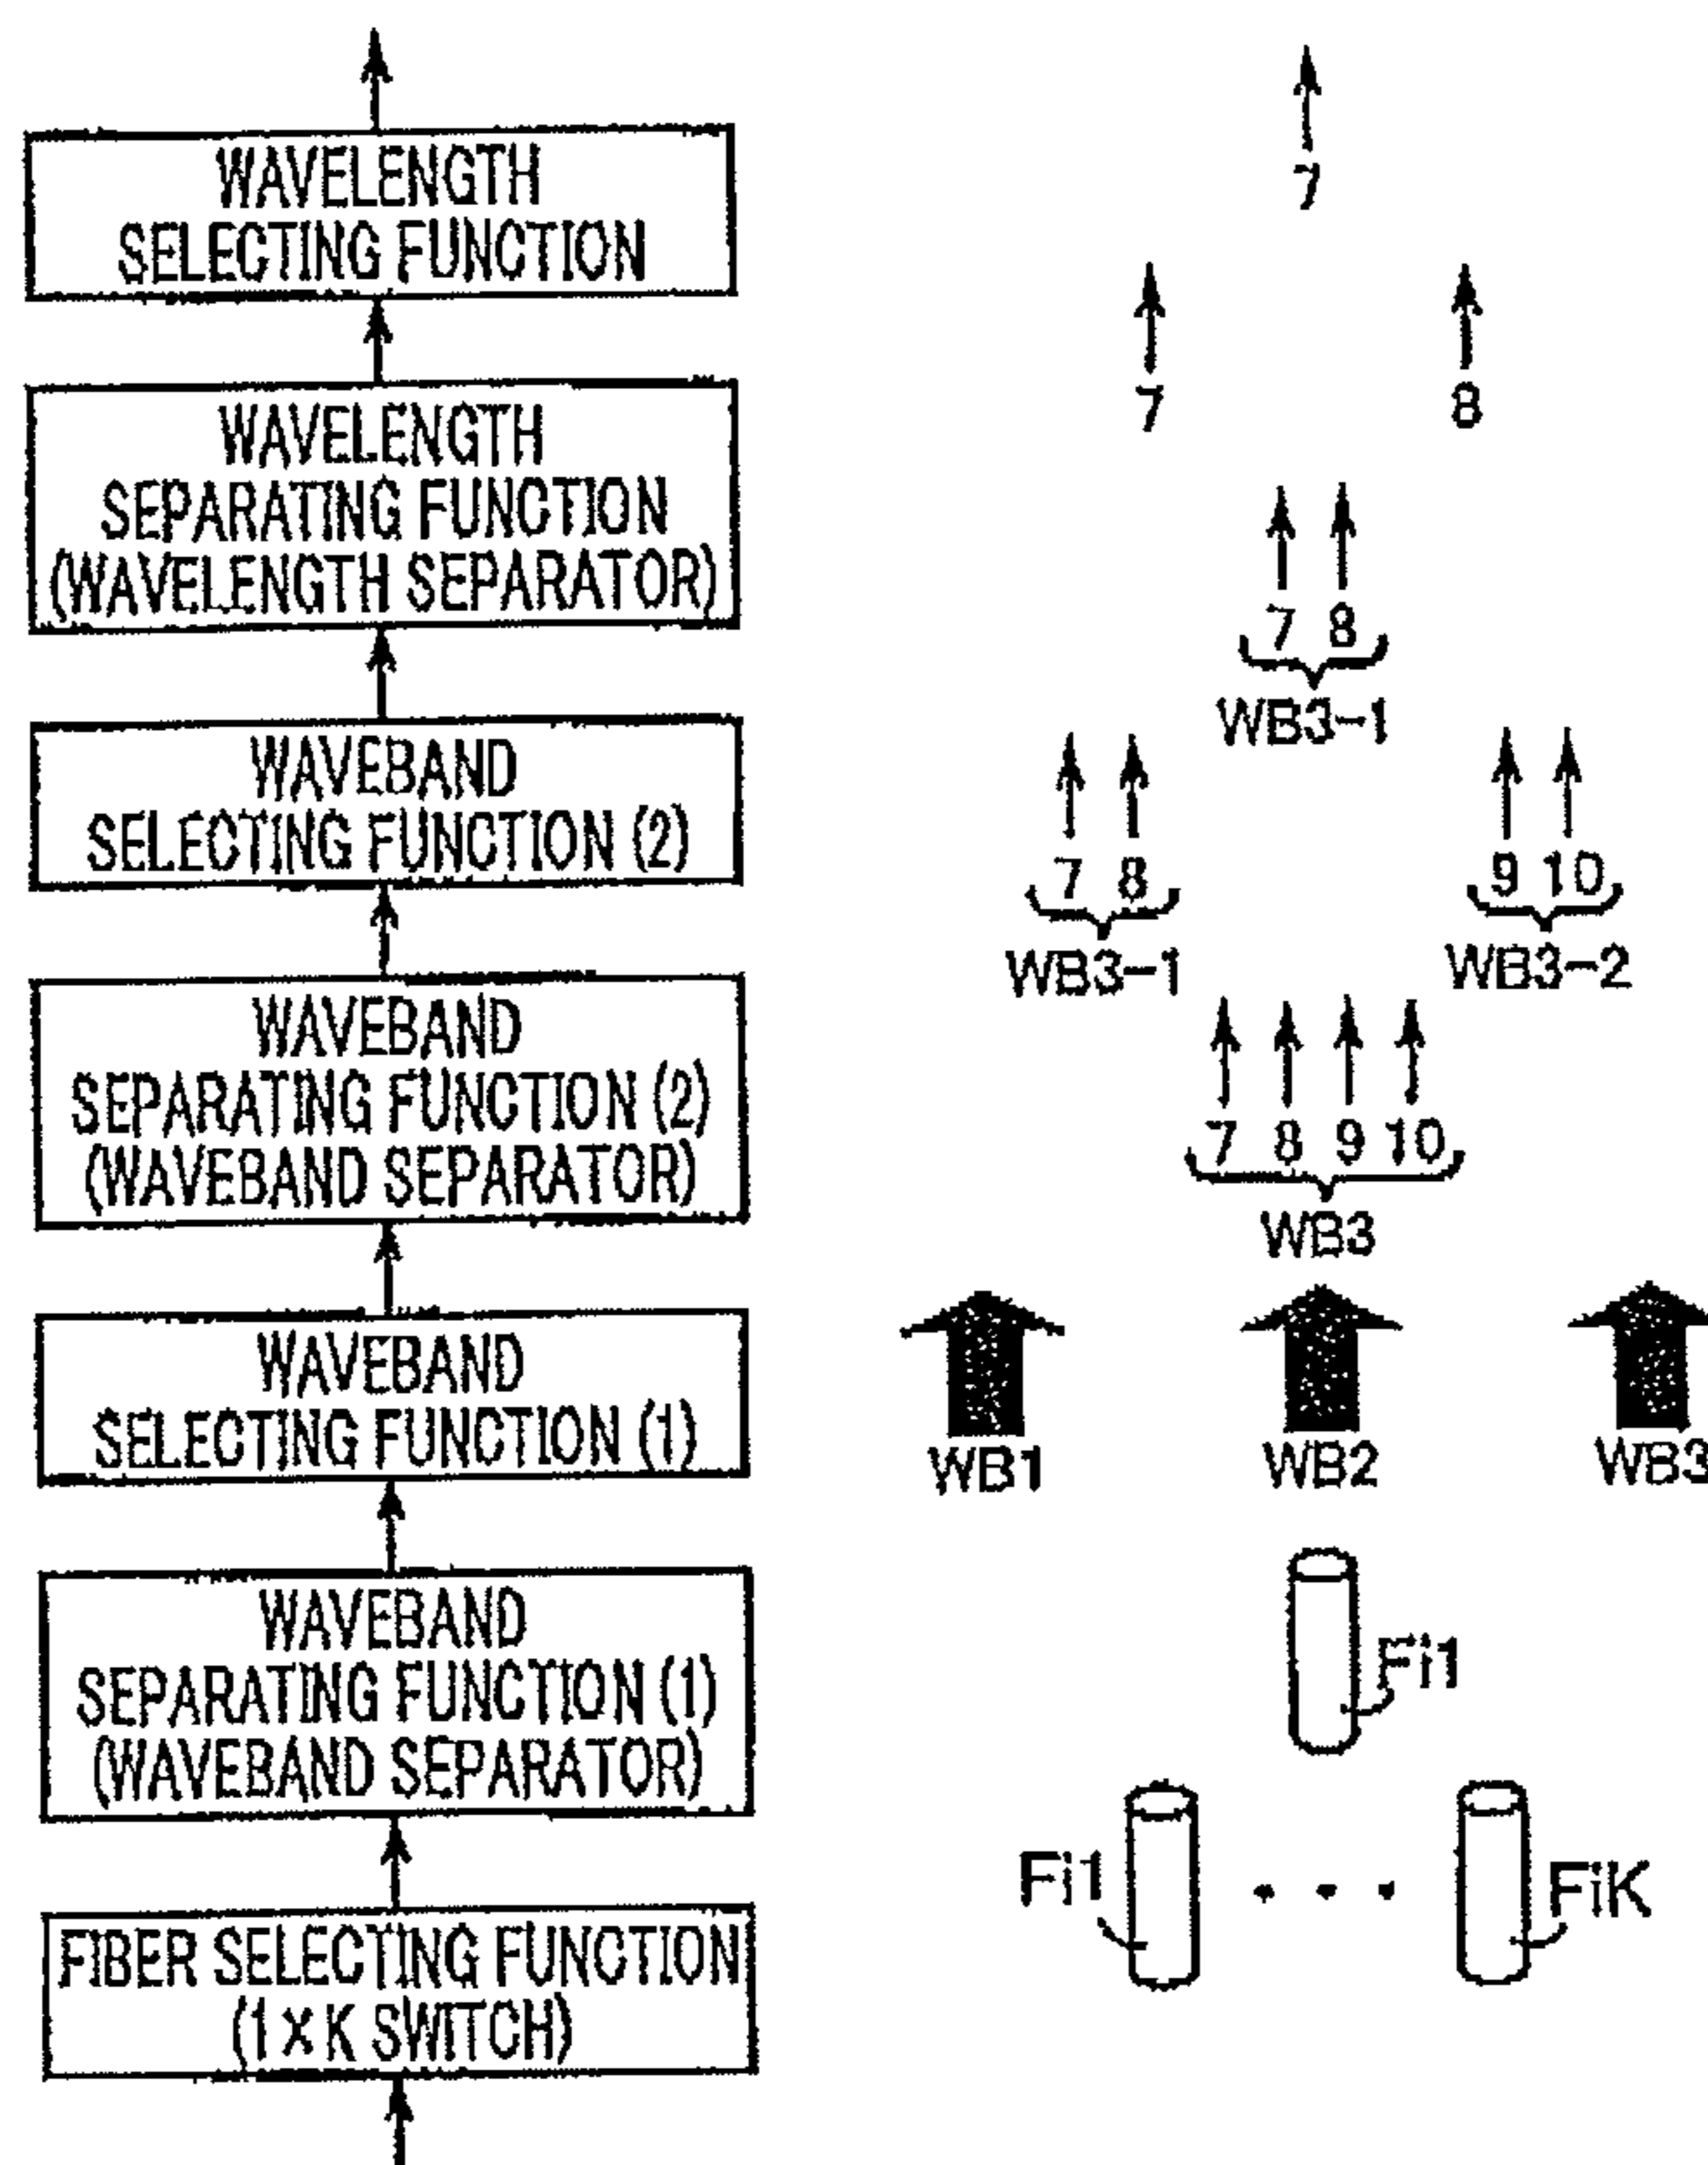 WAVELENGTH
SELECTING FUNCTION
WAVELENGTH
SEPARATING FUNCTION
(WAVELENGTH SEPARATOR)
WAVEBAND
SELECTING FUNCTION (2)
WAVEBAND
SEPARATING FUNCTION (2)
(WAVEBAND SEPARATOR)
WAVEBAND
SELECTING FUNCTION (1)
WAVEBAND
SEPARATING FUNCTION (1)
(WAVEBAND SEPARATOR)
FIBER SELECTING FUNCTION
(1 × K SWITCH)
7
7 8
7 8
WB3-1
7 8 9 10
WB3-1 WB3-2
7 8 9 10
WB3
WB1 WB2 WB3
Fi1
Fi1 • • • FiK